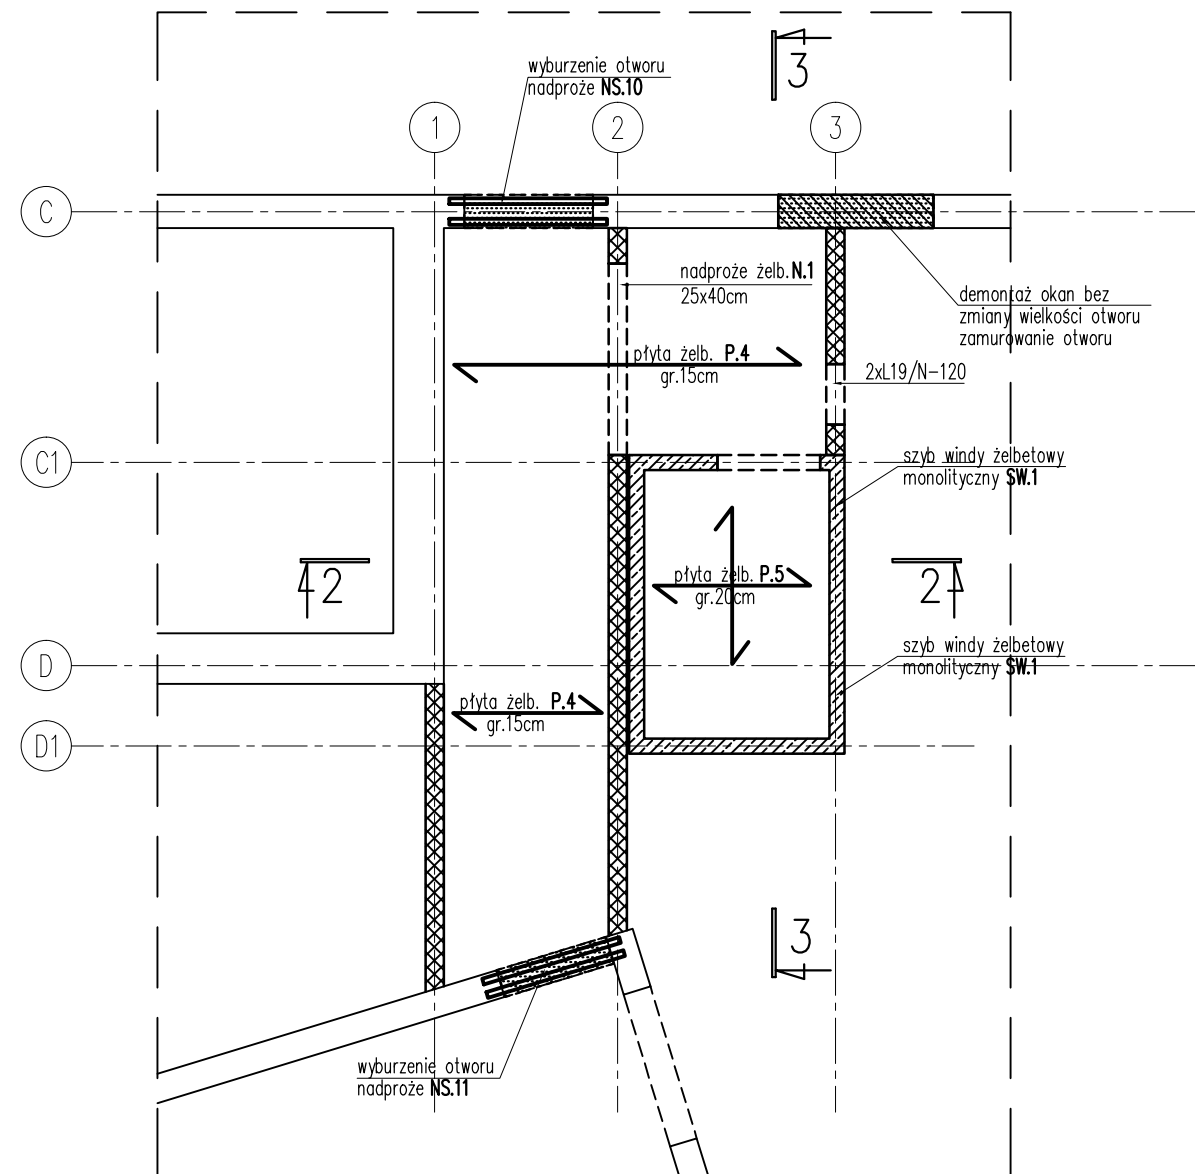 3
wyburzenie otworu
nadproże NS.10
1
2
3
C
nadproże żelb. N.1
25x40cm
demontaż okan bez
zmiany wielkości otworu
zamurowanie otworu
płyta żelb. P.4
gr.15cm
2xL19/N-120
C1
szyb windy żelbetowy
monolityczny SW.1
2
płyta żelb. P.5
gr.20cm
2
D
szyb windy żelbetowy
monolityczny SW.1
płyta żelb. P.4
gr.15cm
D1
3
wyburzenie otworu
nadproże NS.11